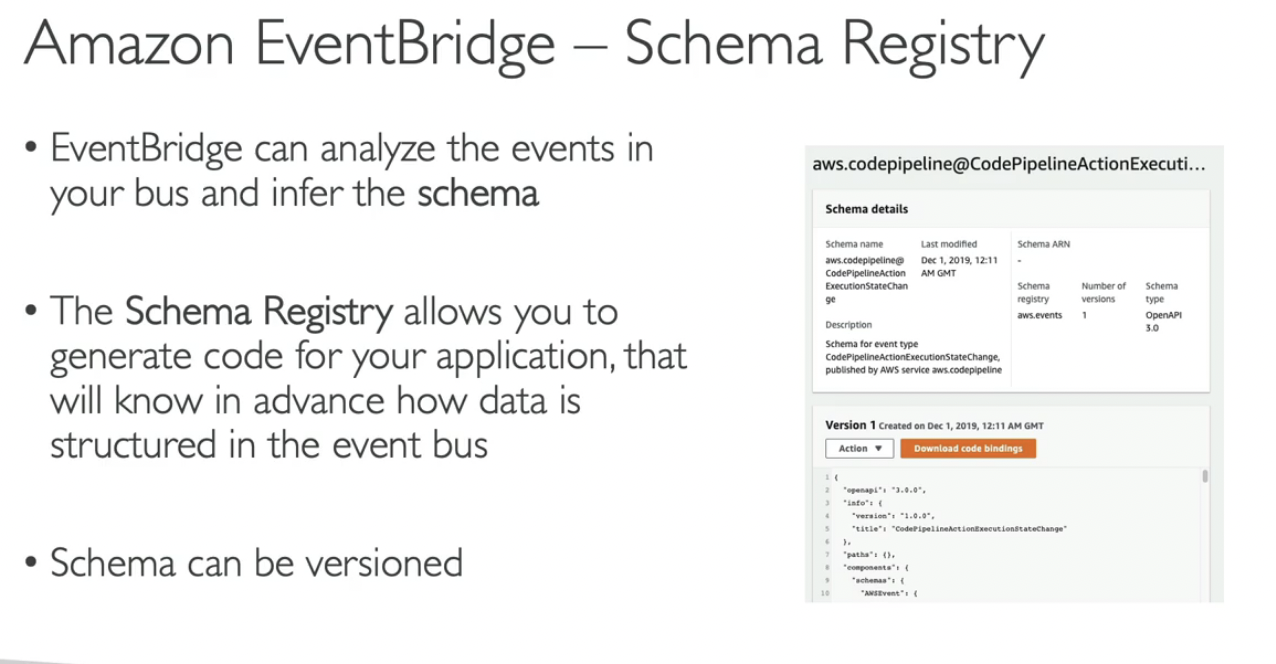 Amazon EventBridge – Schema Registry
• EventBridge can analyze the events in
your bus and infer the schema
• The Schema Registry allows you to
generate code for your application, that
will know in advance how data is
structured in the event bus
• Schema can be versioned
aws.codepipeline@CodePipelineActionExecuti...
Schema details
Schema name
aws.codepipeline@
CodePipelineAction
ExecutionStateChan
ge
Last modified
Dec 1, 2019, 12:11
AM GMT
Description
Schema for event type
CodePipelineActionExecutionStateChange,
published by AWS service aws.codepipeline
Schema ARN
-
Schema
registry
aws.events
Number of
versions
1
Schema
type
OpenAPI
3.0
Version 1 Created on Dec 1, 2019, 12:11 AM GMT
Action ▼ Download code bindings
1 {
2 "openapi": "3.0.0",
3 "info": {
4 "version": "1.0.0",
5 "title": "CodePipelineActionExecutionStateChange"
6 },
7 "paths": {},
8 "components": {
9 "schemas": {
10 "AWSEvent": {